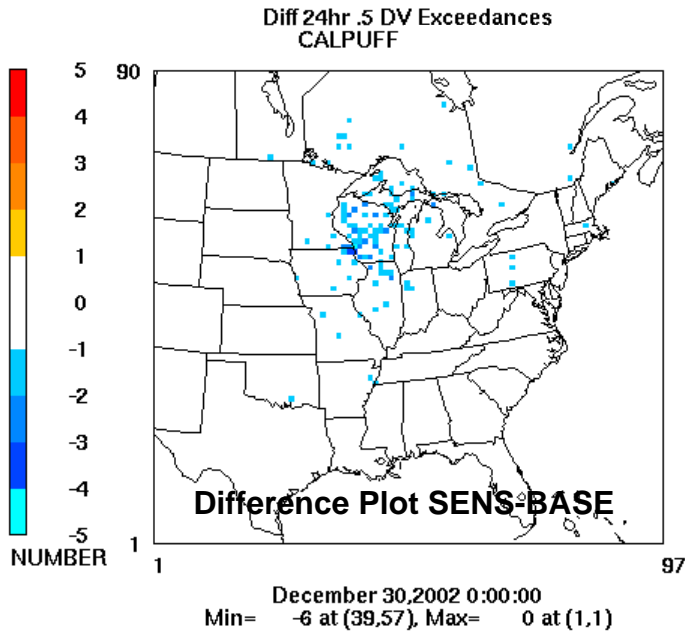 Diff 24hr .5 DV Exceedances
CALPUFF
5
4
3
2
1
0
-1
-2
-3
-4
-5
NUMBER
90
1
1
97
Difference Plot SENS-BASE
December 30,2002 0:00:00
Min= -6 at (39,57), Max= 0 at (1,1)